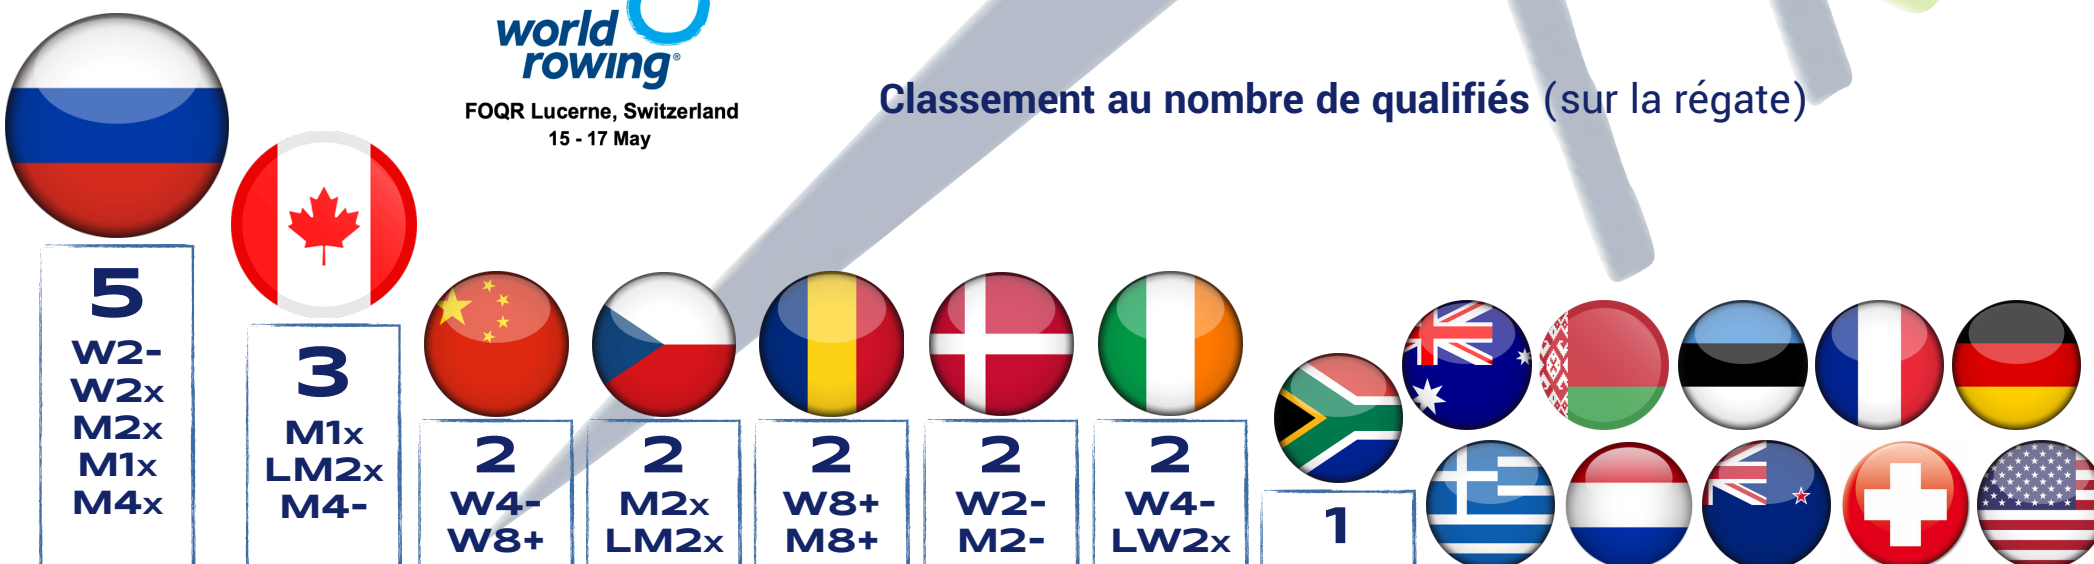 world
rowing®
FOQR Lucerne, Switzerland
15 - 17 May
Classement au nombre de qualifiés (sur la régate)
5
W2-
W2x
M2x
M1x
M4x
3
M1x
LM2x
M4-
2
W4-
W8+
2
M2x
LM2x
2
W8+
M8+
2
W2-
M2-
2
W4-
LW2x
1